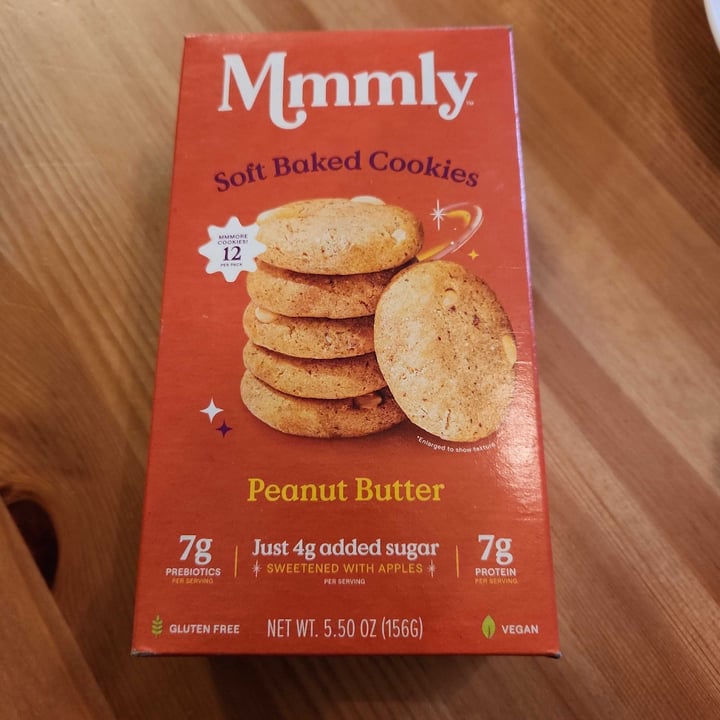 Mmmly™
Soft Baked Cookies
MMMORE
COOKIES!
12
PER PACK
*Enlarged to show texture
Peanut Butter
7g
PREBIOTICS
PER SERVING
Just 4g added sugar
SWEETENED WITH APPLES
PER SERVING
7g
PROTEIN
PER SERVING
GLUTEN FREE
NET WT. 5.50 OZ (156G)
VEGAN